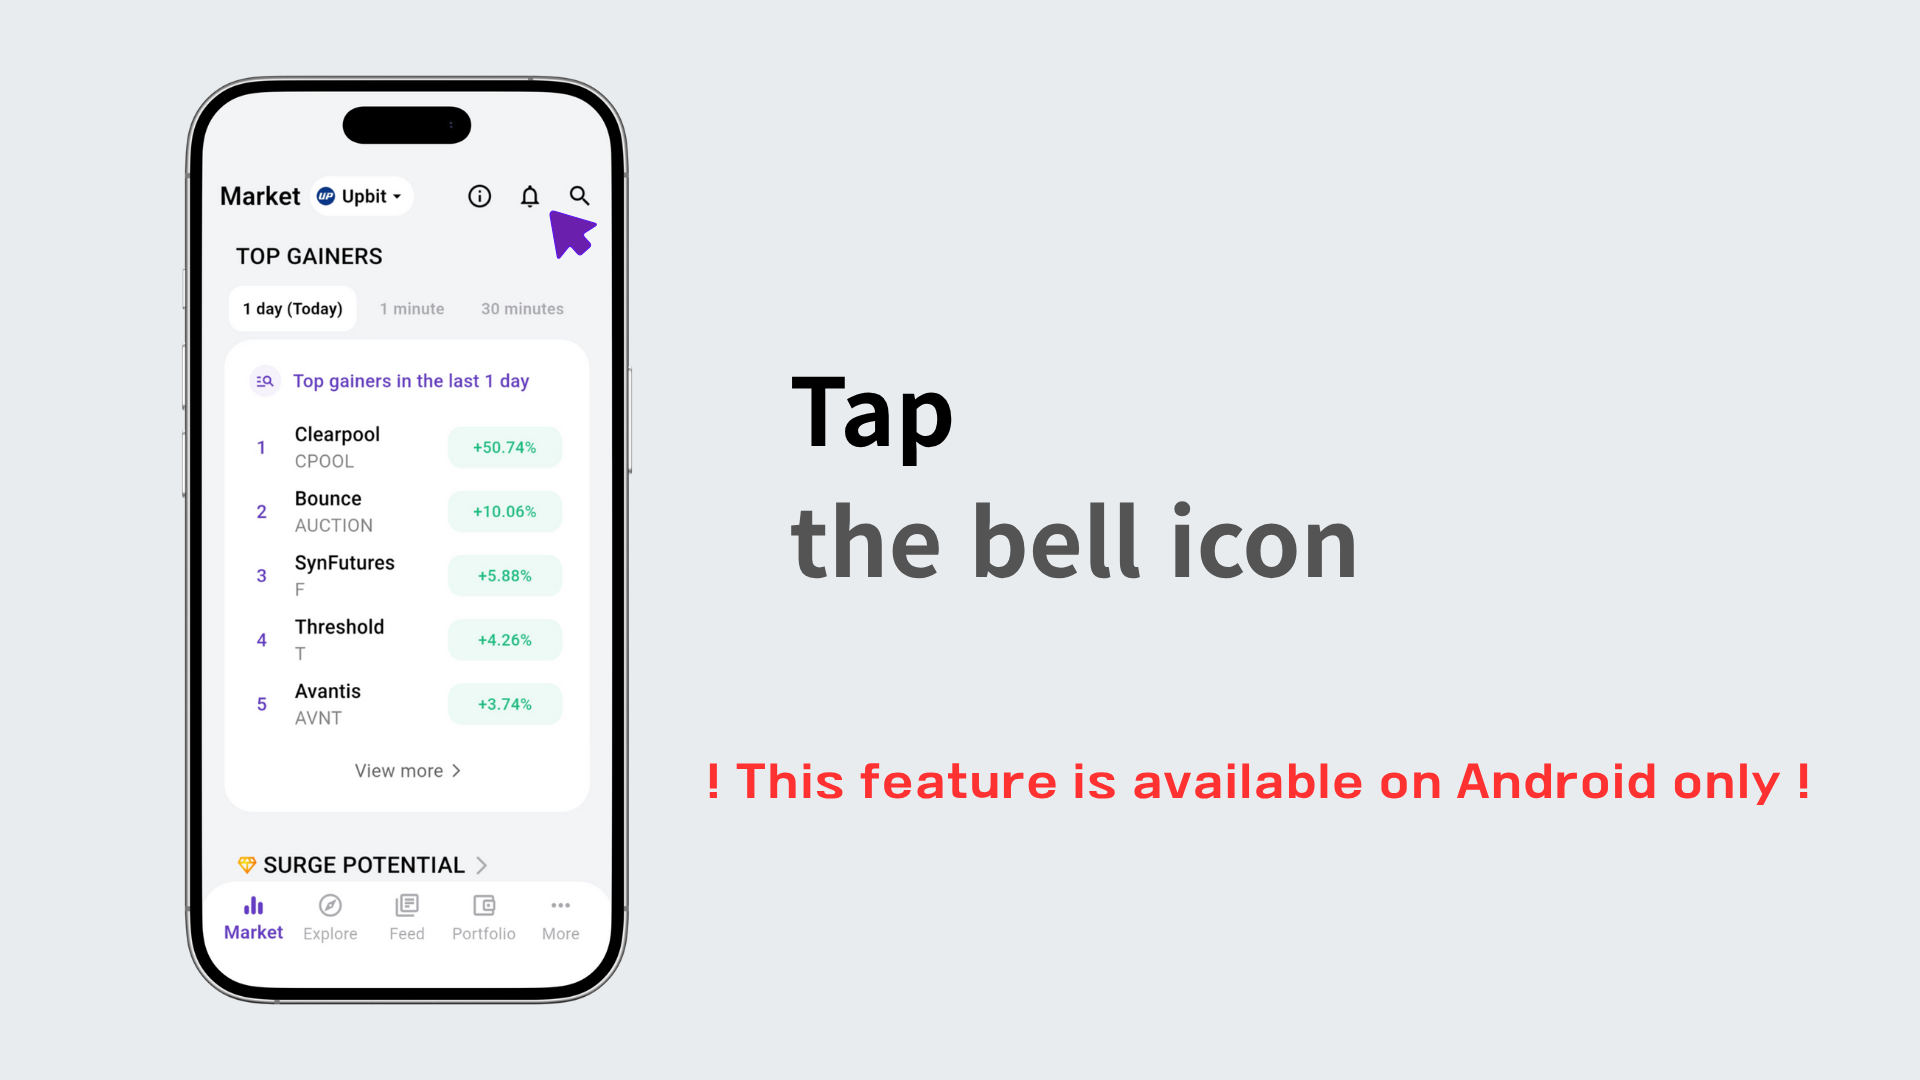 Market
UP Upbit
TOP GAINERS
1 day (Today) 1 minute 30 minutes
Top gainers in the last 1 day
1 Clearpool +50.74%
CPOOL
2 Bounce +10.06%
AUCTION
3 SynFutures +5.88%
F
4 Threshold +4.26%
T
5 Avantis +3.74%
AVNT
View more
SURGE POTENTIAL
Market Explore Feed Portfolio More
Tap
the bell icon
! This feature is available on Android only !